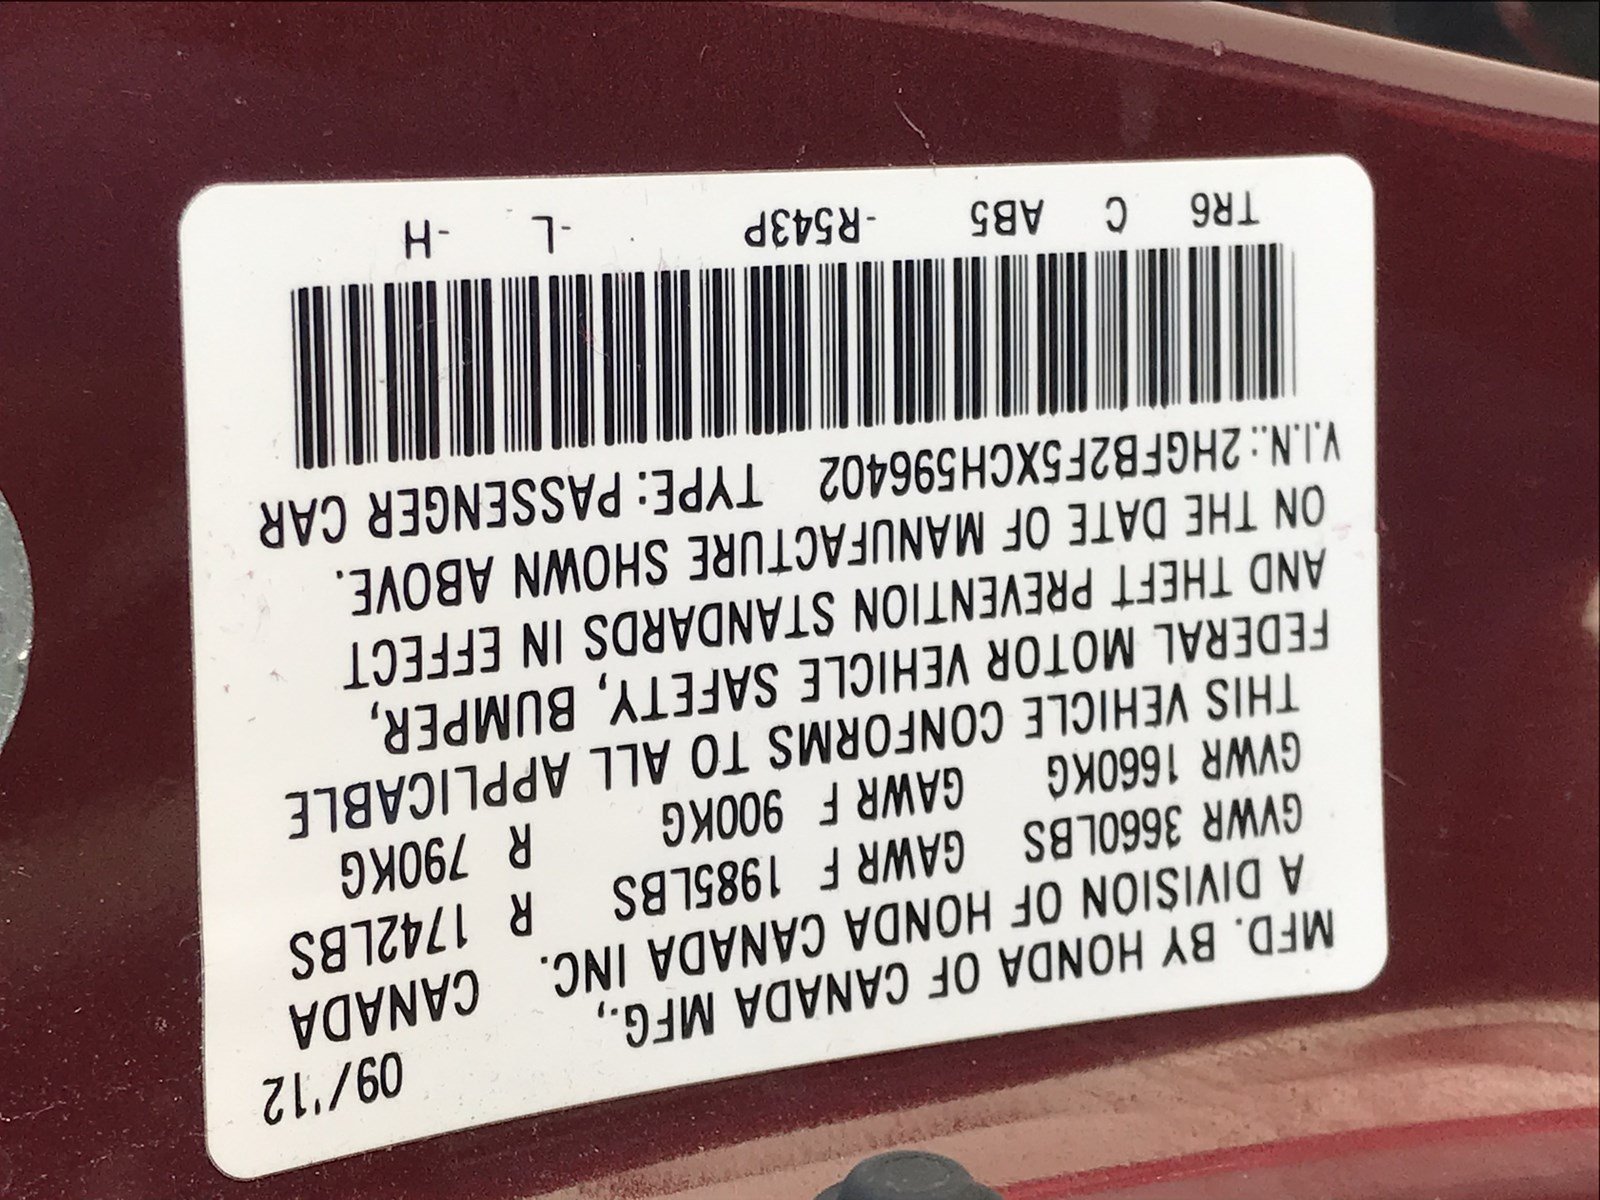 MFD. BY HONDA OF CANADA MFG., 09/'12
A DIVISION OF HONDA CANADA INC. CANADA
GVWR 3660LBS GAWR F 1985LBS R 1742LBS
GVWR 1660KG GAWR F 900KG R 790KG
THIS VEHICLE CONFORMS TO ALL APPLICABLE
FEDERAL MOTOR VEHICLE SAFETY, BUMPER,
AND THEFT PREVENTION STANDARDS IN EFFECT
ON THE DATE OF MANUFACTURE SHOWN ABOVE.
V.I.N.: 2HGFB2F5XCH596402 TYPE: PASSENGER CAR
TR6 C AB5 -R543P -L -H